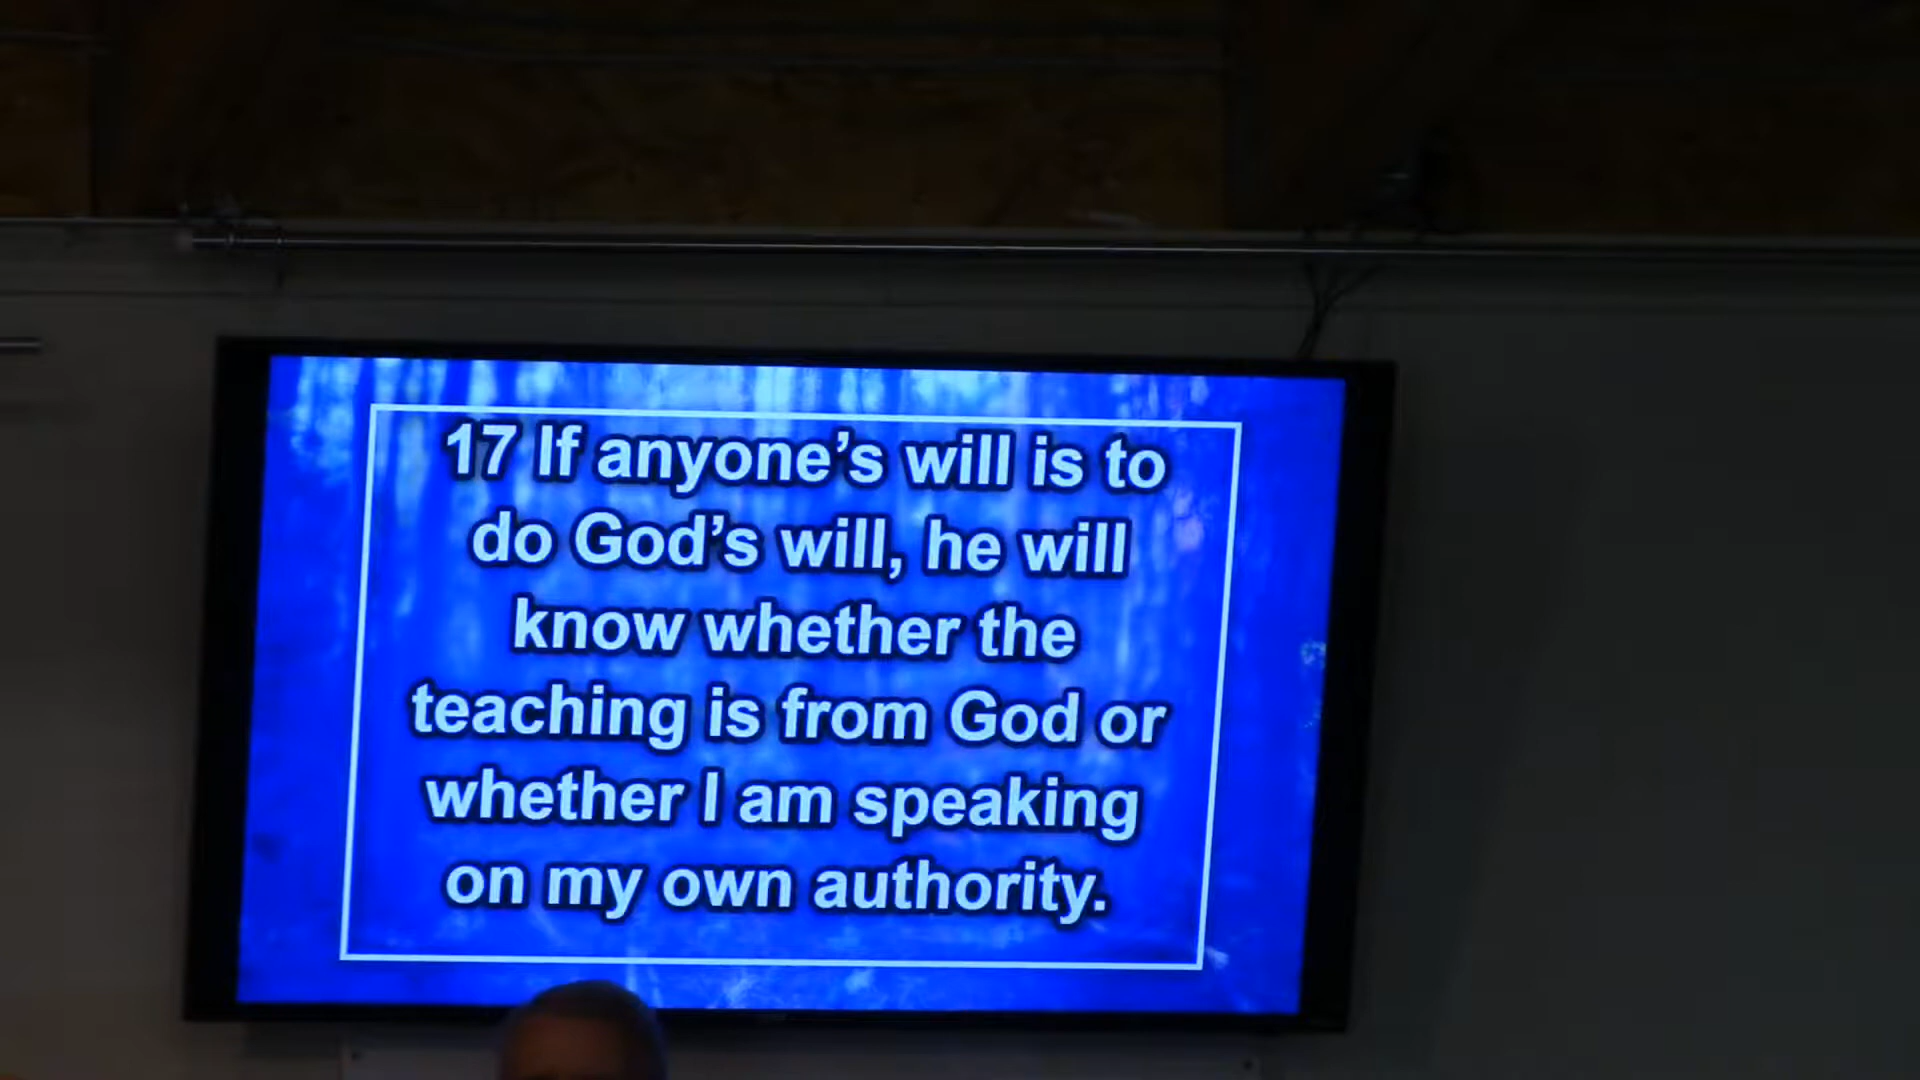 17 If anyone’s will is to
do God’s will, he will
know whether the
teaching is from God or
whether I am speaking
on my own authority.